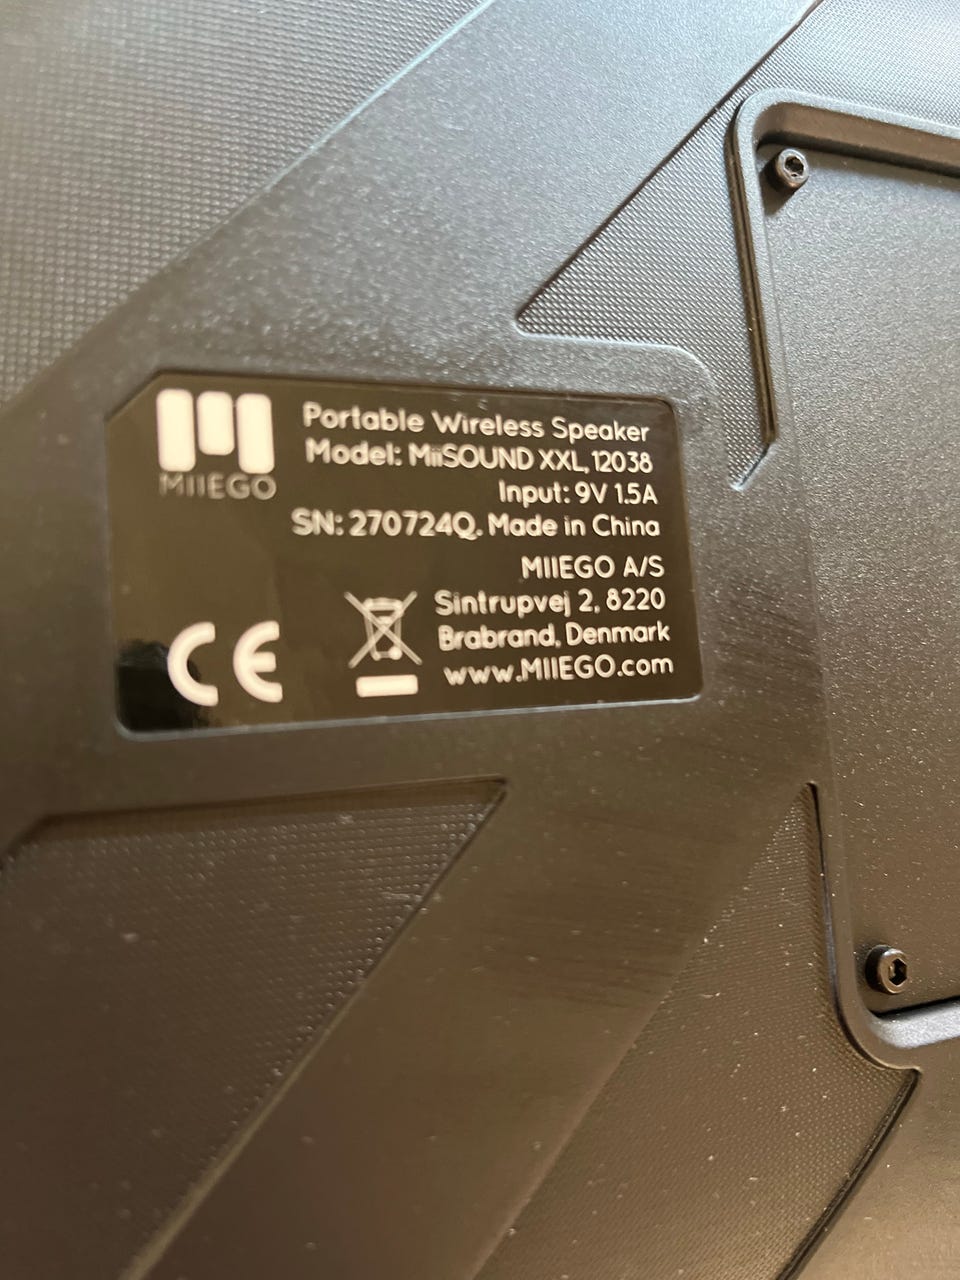 MIIEGO
Portable Wireless Speaker
Model: MiiSOUND XXL, 12038
Input: 9V 1.5A
SN: 270724Q. Made in China
MIIEGO A/S
Sintrupvej 2, 8220
Brabrand, Denmark
www.MIIEGO.com
CE